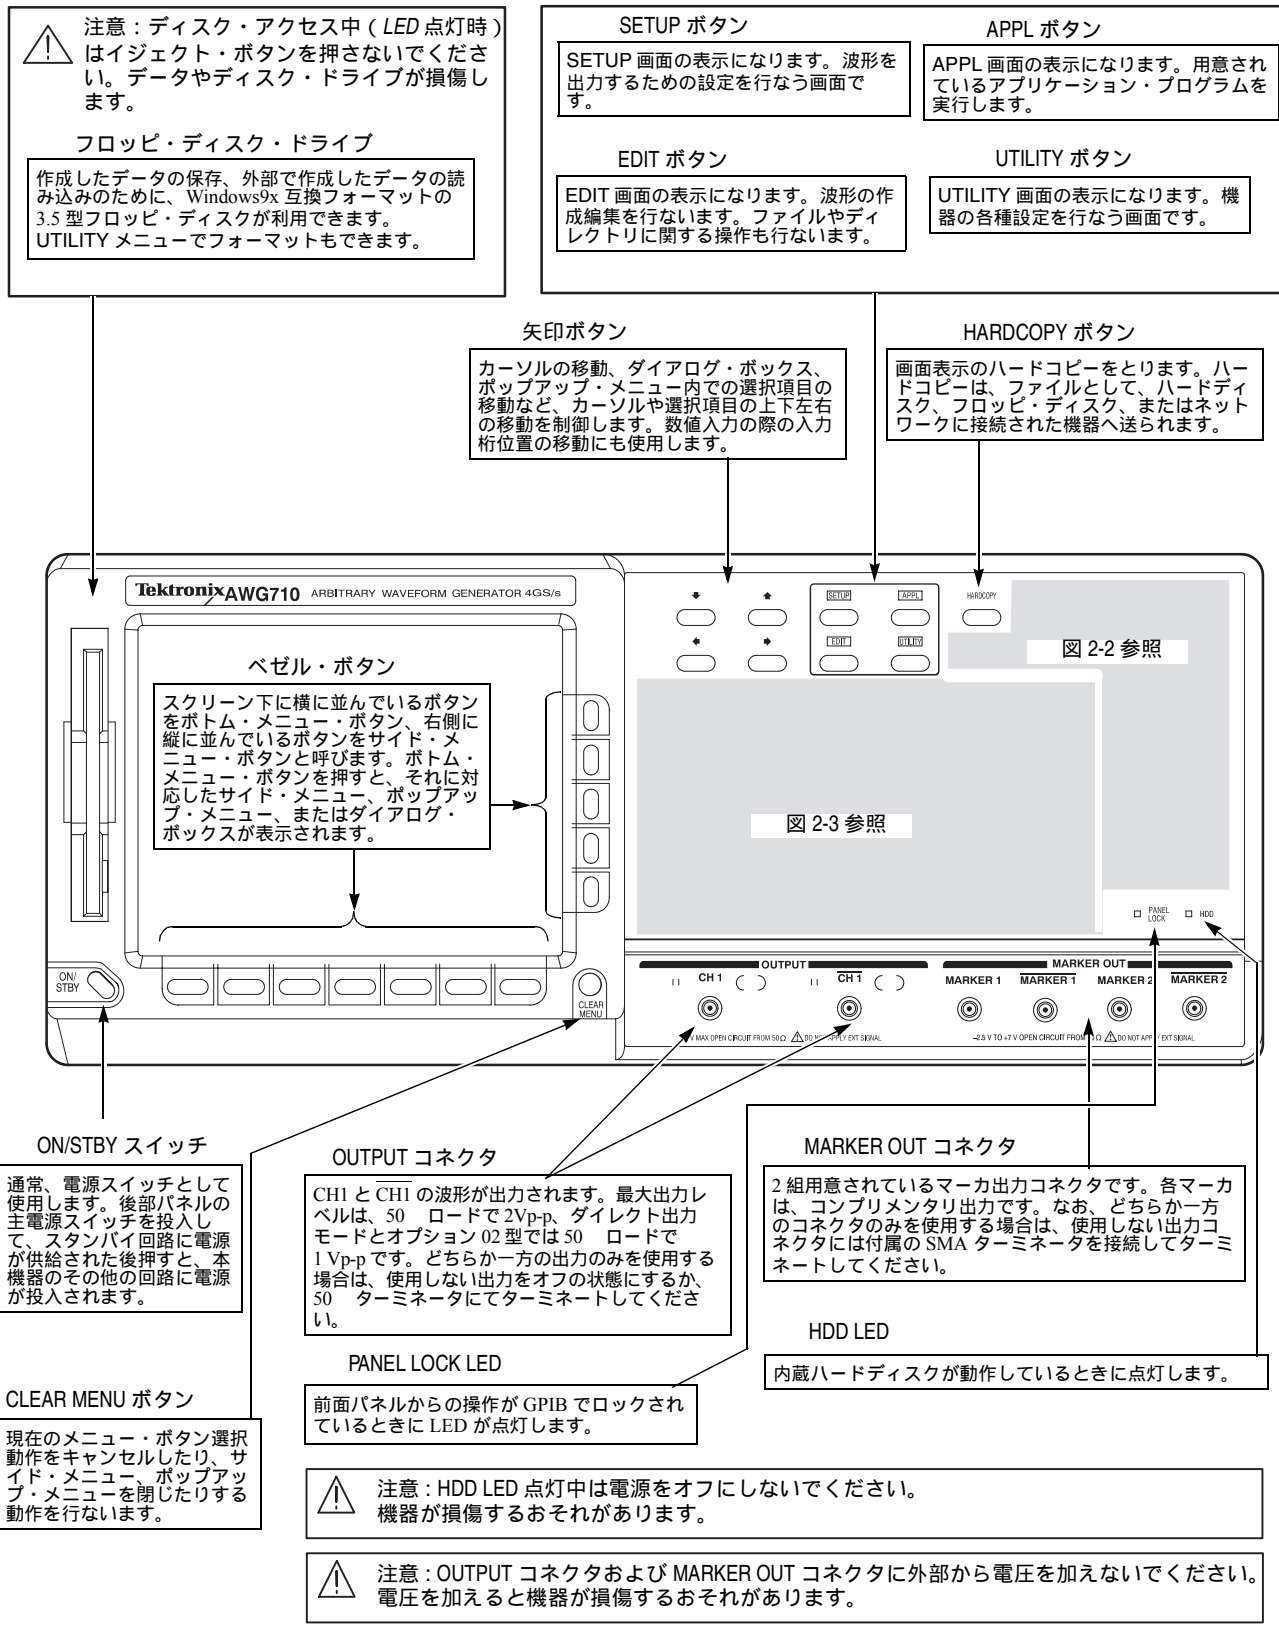 注意：ディスク・アクセス中（LED 点灯時）
はイジェクト・ボタンを押さないでくださ
い。データやディスク・ドライブが損傷し
ます。
フロッピ・ディスク・ドライブ
作成したデータの保存、外部で作成したデータの読
み込みのために、Windows9x 互換フォーマットの
3.5 型フロッピ・ディスクが利用できます。
UTILITY メニューでフォーマットもできます。
SETUP ボタン
SETUP 画面の表示になります。波形を
出力するための設定を行なう画面で
す。
APPL ボタン
APPL 画面の表示になります。用意され
ているアプリケーション・プログラムを
実行します。
EDIT ボタン
EDIT 画面の表示になります。波形の作
成編集を行ないます。ファイルやディ
レクトリに関する操作も行ないます。
UTILITY ボタン
UTILITY 画面の表示になります。機
器の各種設定を行なう画面です。
矢印ボタン
カーソルの移動、ダイアログ・ボックス、
ポップアップ・メニュー内での選択項目の
移動など、カーソルや選択項目の上下左右
の移動を制御します。数値入力の際の入力
桁位置の移動にも使用します。
HARDCOPY ボタン
画面表示のハードコピーをとります。ハー
ドコピーは、ファイルとして、ハードディ
スク、フロッピ・ディスク、またはネット
ワークに接続された機器へ送られます。
Tektronix AWG710 ARBITRARY WAVEFORM GENERATOR 4GS/s
SETUP
APPL
HARDCOPY
EDIT
UTILITY
図 2-2 参照
ベゼル・ボタン
スクリーン下に横に並んでいるボタン
をボトム・メニュー・ボタン、右側に
縦に並んでいるボタンをサイド・メ
ニュー・ボタンと呼びます。ボトム・
メニュー・ボタンを押すと、それに対
応したサイド・メニュー、ポップアッ
プ・メニュー、またはダイアログ・
ボックスが表示されます。
図 2-3 参照
PANEL
LOCK
HDD
ON/
STBY
CLEAR
MENU
OUTPUT
MARKER OUT
CH 1
CH 1
MARKER 1
MARKER 1
MARKER 2
MARKER 2
V MAX OPEN CIRCUIT FROM 50Ω DO NOT APPLY EXT SIGNAL
–2.5 V TO +7 V OPEN CIRCUIT FROM Ω DO NOT APPLY EXT SIGNAL
ON/STBY スイッチ
通常、電源スイッチとして
使用します。後部パネルの
主電源スイッチを投入し
て、スタンバイ回路に電源
が供給された後押すと、本
機器のその他の回路に電源
が投入されます。
OUTPUT コネクタ
CH1 と CH1 の波形が出力されます。最大出力レ
ベルは、50 ロードで 2Vp-p、ダイレクト出力
モードとオプション 02 型では 50 ロードで
1 Vp-p です。どちらか一方の出力のみを使用する
場合は、使用しない出力をオフの状態にするか、
50 ターミネータにてターミネートしてくださ
い。
MARKER OUT コネクタ
2 組用意されているマーカ出力コネクタです。各マーカ
は、コンプリメンタリ出力です。なお、どちらか一方
のコネクタのみを使用する場合は、使用しない出力コ
ネクタには付属の SMA ターミネータを接続してターミ
ネートしてください。
HDD LED
内蔵ハードディスクが動作しているときに点灯します。
PANEL LOCK LED
前面パネルからの操作が GPIB でロックされ
ているときに LED が点灯します。
CLEAR MENU ボタン
現在のメニュー・ボタン選択
動作をキャンセルしたり、サ
イド・メニュー、ポップアッ
プ・メニューを閉じたりする
動作を行ないます。
注意 : HDD LED 点灯中は電源をオフにしないでください。
機器が損傷するおそれがあります。
注意 : OUTPUT コネクタおよび MARKER OUT コネクタに外部から電圧を加えないでください。
電圧を加えると機器が損傷するおそれがあります。